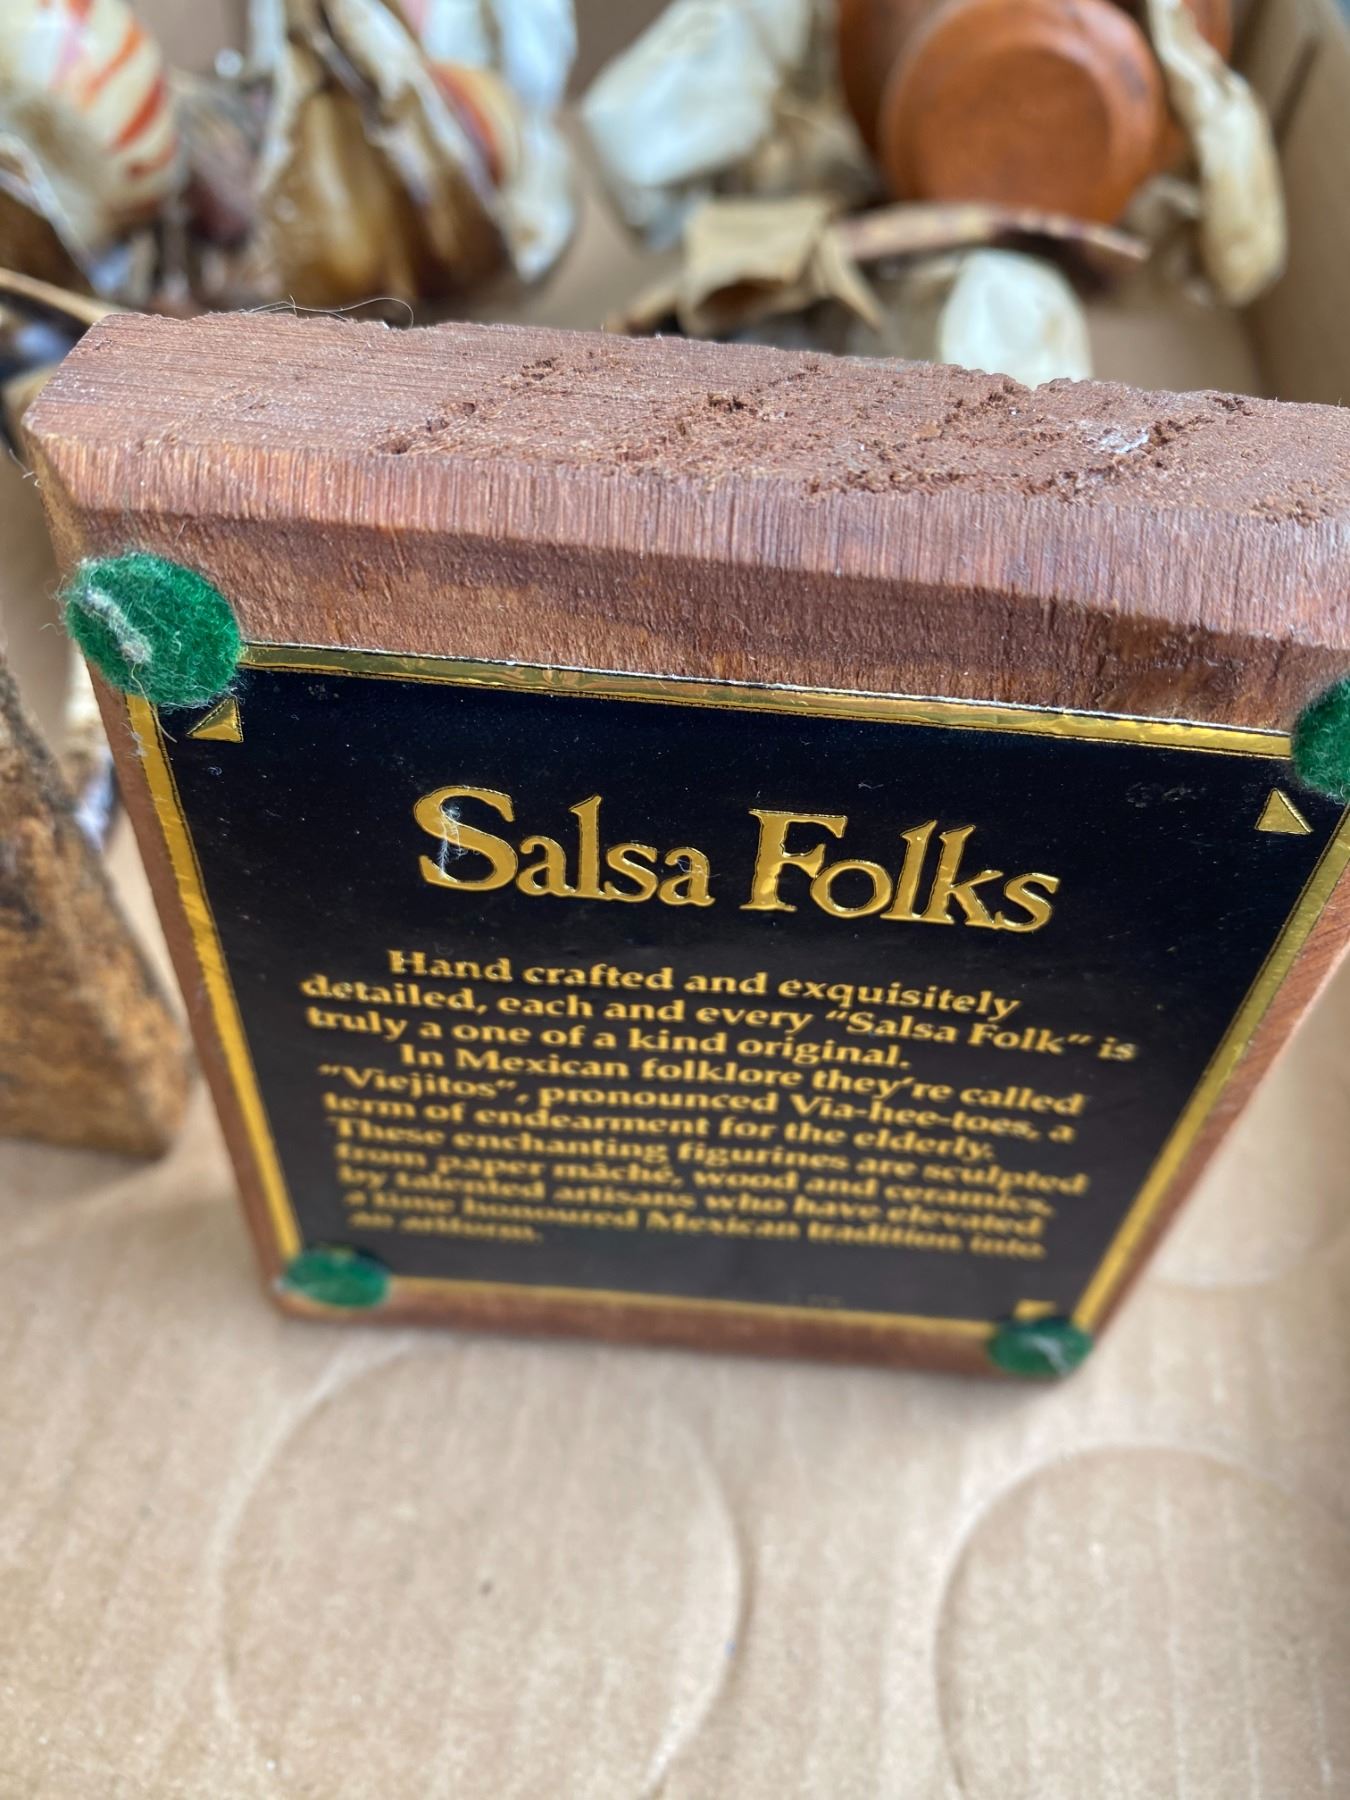 Salsa Folks
Hand crafted and exquisitely
detailed, each and every “Salsa Folk” is
truly a one of a kind original.
In Mexican folklore they’re called
”Viejitos”, pronounced Via-hee-toes, a
term of endearment for the elderly.
These enchanting figurines are sculpted
from paper mâché, wood and ceramics,
by talented artisans who have elevated
a time honoured Mexican tradition into
an artform.